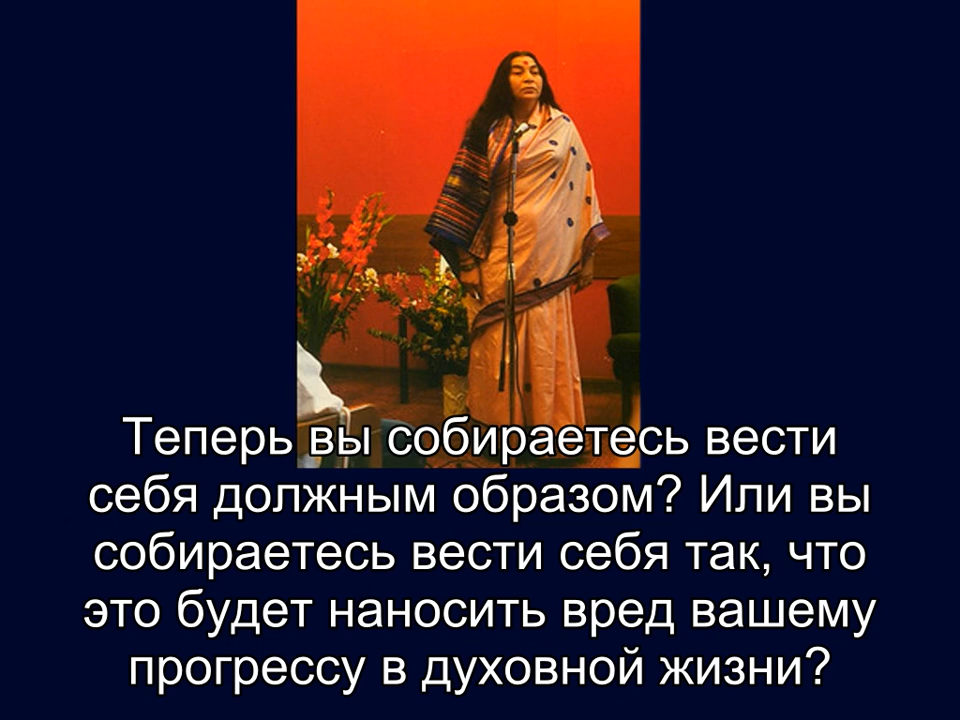 Теперь вы собираетесь вести
себя должным образом? Или вы
собираетесь вести себя так, что
это будет наносить вред вашему
прогрессу в духовной жизни?